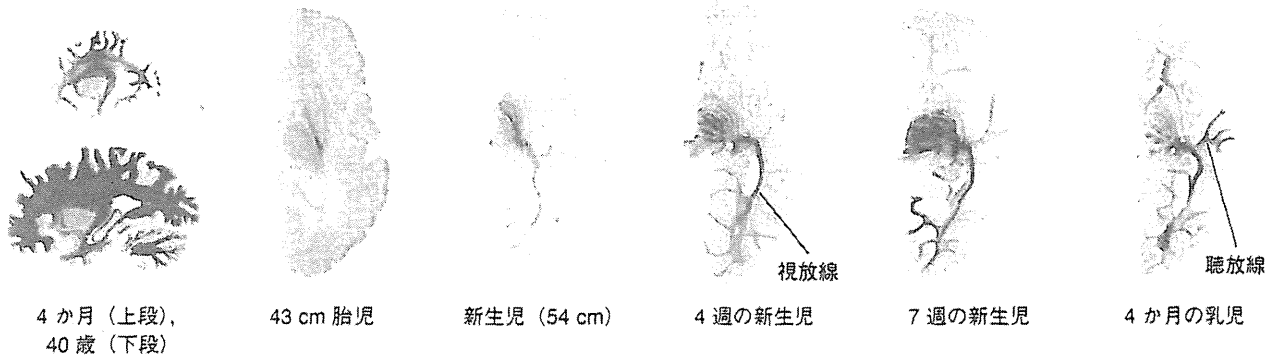 視放線
聴放線
4 か月（上段），
40 歳（下段）
43 cm 胎児
新生児（54 cm）
4 週の新生児
7 週の新生児
4 か月の乳児